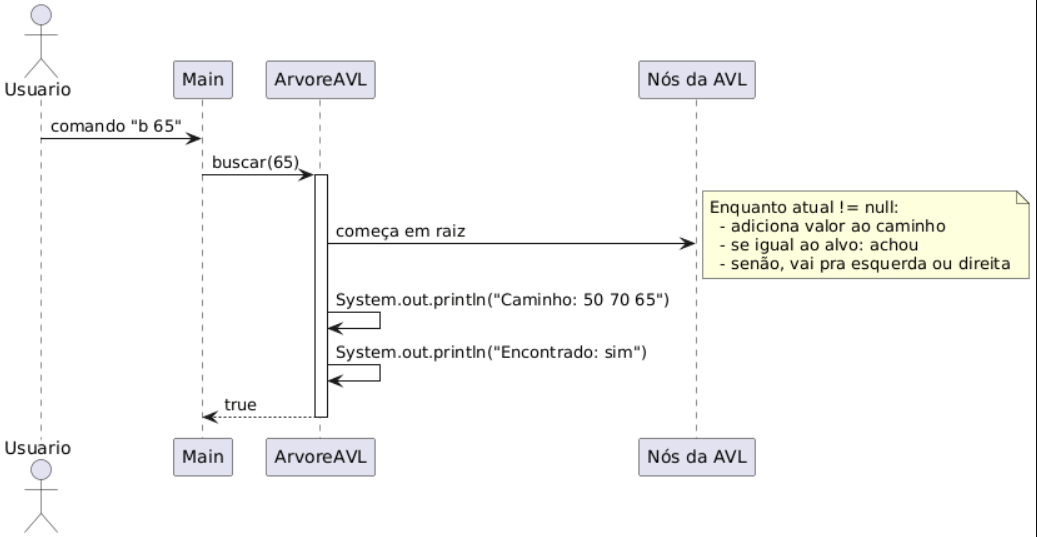 Usuario
Main
ArvoreAVL
Nós da AVL
comando "b 65"
buscar(65)
começa em raiz
Enquanto atual != null:
- adiciona valor ao caminho
- se igual ao alvo: achou
- senão, vai pra esquerda ou direita
System.out.println("Caminho: 50 70 65")
System.out.println("Encontrado: sim")
true
Usuario
Main
ArvoreAVL
Nós da AVL